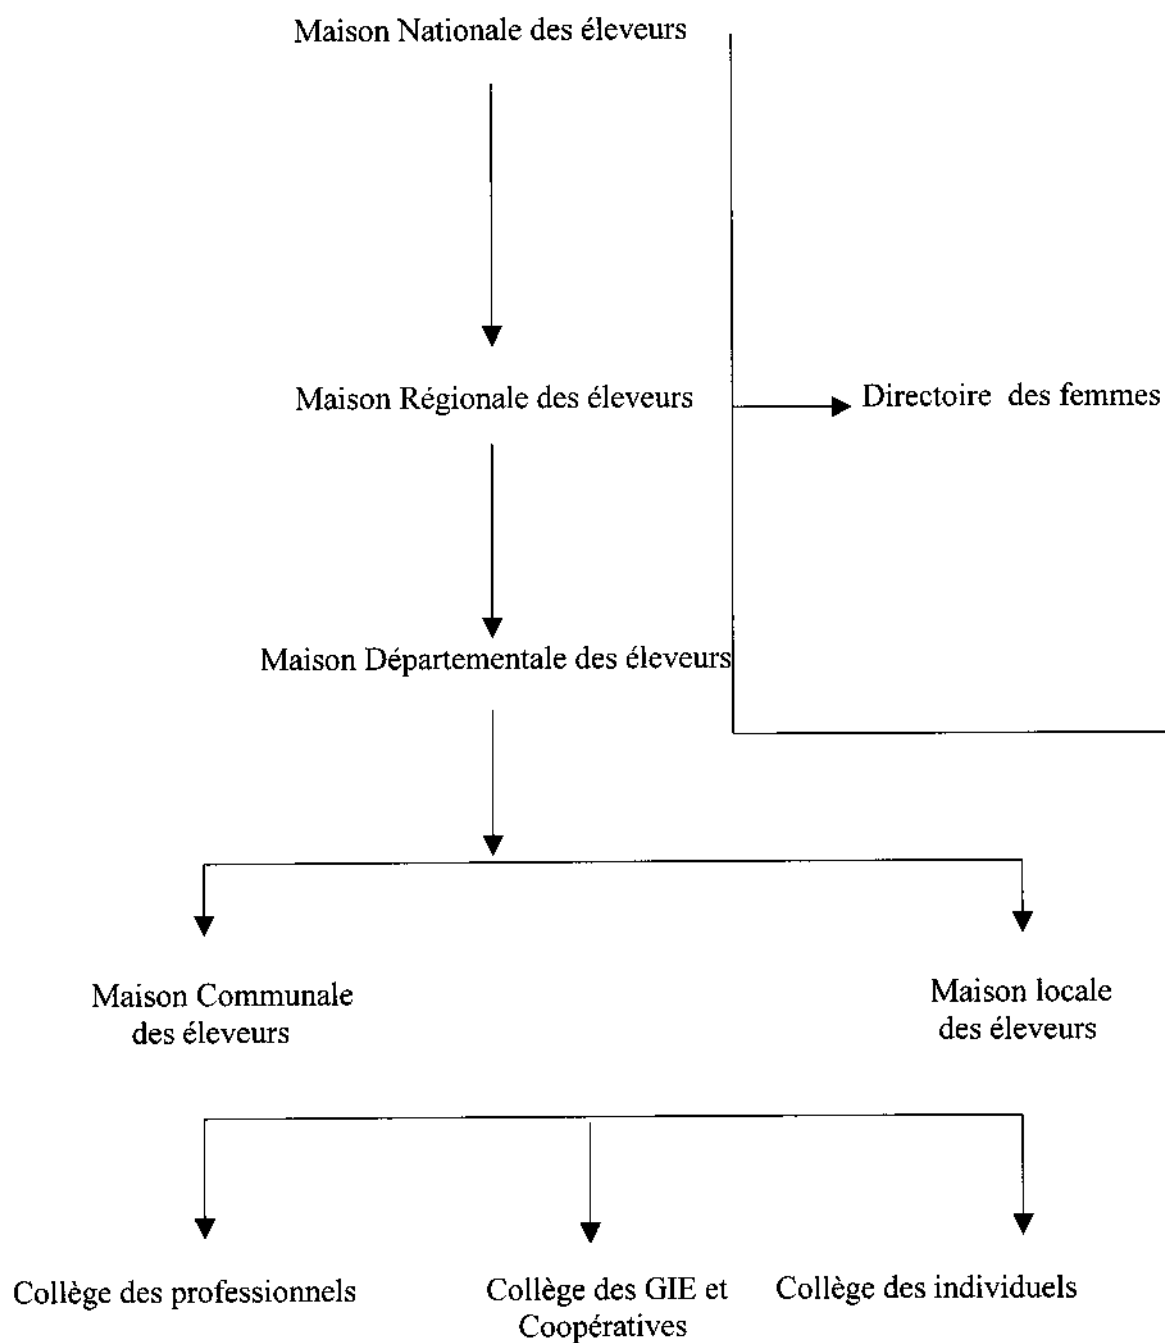 Maison Nationale des éleveurs
Maison Régionale des éleveurs
Directoire des femmes
Maison Départementale des éleveurs
Maison Communale
des éleveurs
Maison locale
des éleveurs
Collège des professionnels
Collège des GIE et
Coopératives
Collège des individuels